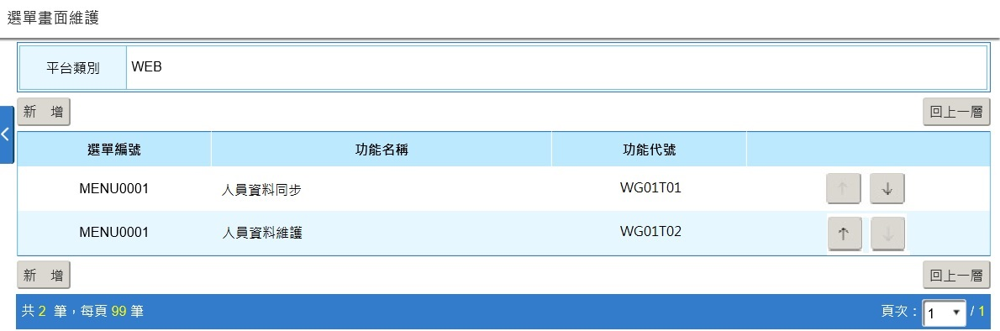 選單畫面維護
平台類別 WEB
新 增 回上一層
選單編號 功能名稱 功能代號
MENU0001 人員資料同步 WG01T01 ↑ ↓
MENU0001 人員資料維護 WG01T02 ↑ ↓
新 增 回上一層
共 2 筆，每頁 99 筆 頁次： 1 / 1